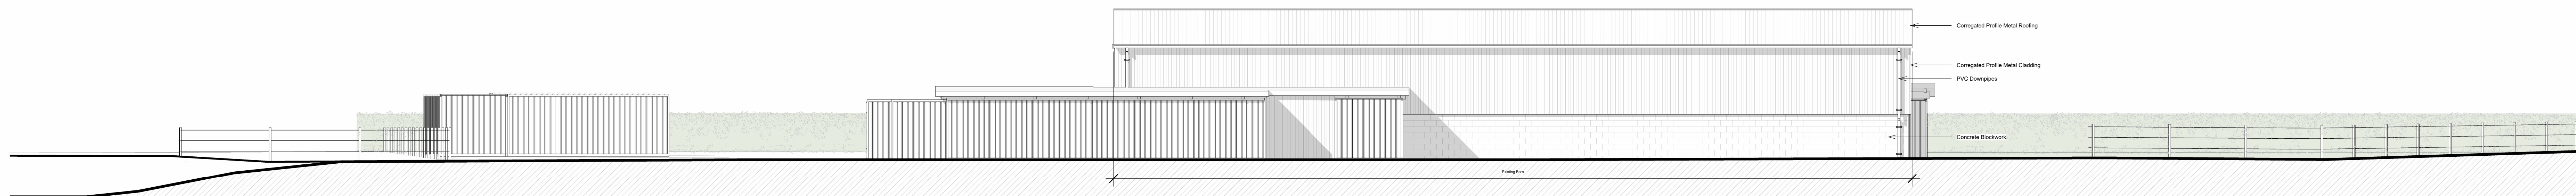 Corregated Profile Metal Roofing
Corregated Profile Metal Cladding
PVC Downpipes
Concrete Blockwork
Existing Barn